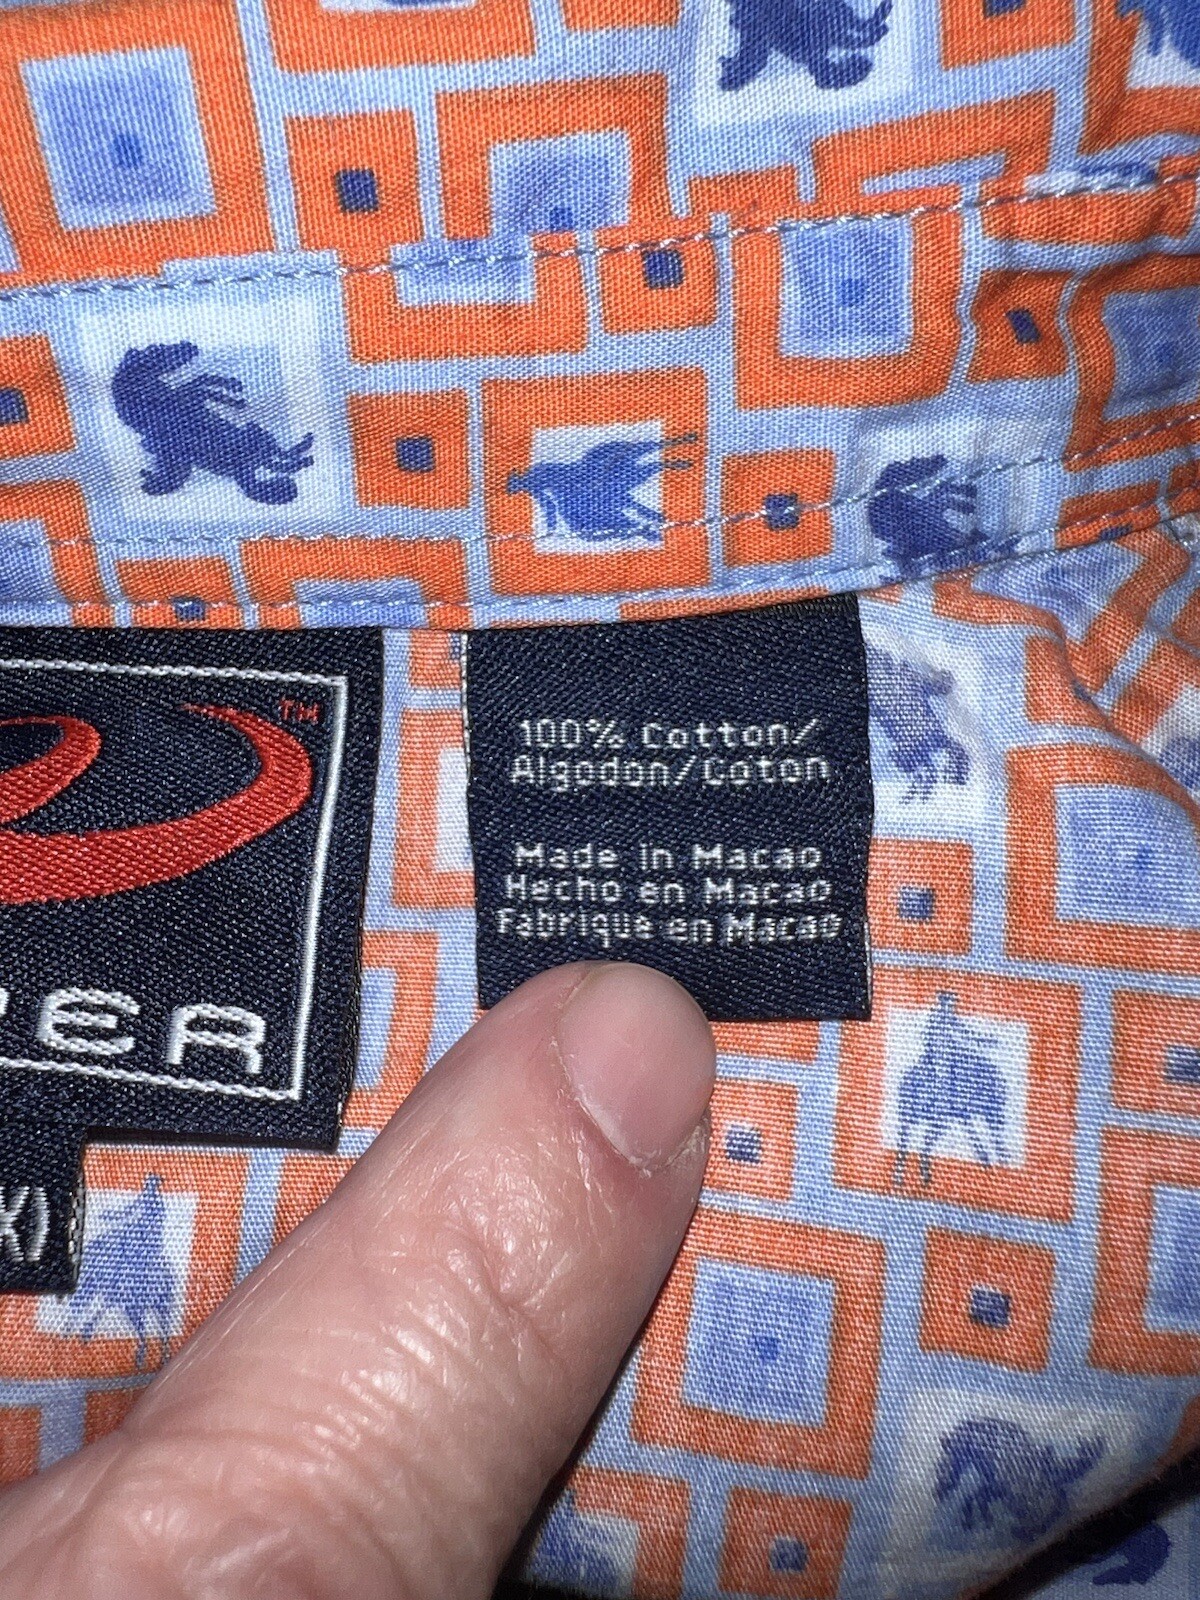 TM
PER
X)
100% Cotton/
Algodon/Coton
Made in Macao
Hecho en Macao
Fabrique en Macao